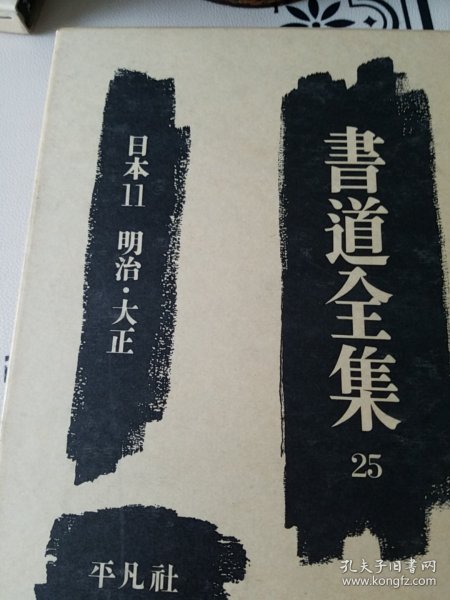 書道全集
25
日本11 明治・大正
平凡社
孔夫子旧书网
www.kongfz.com